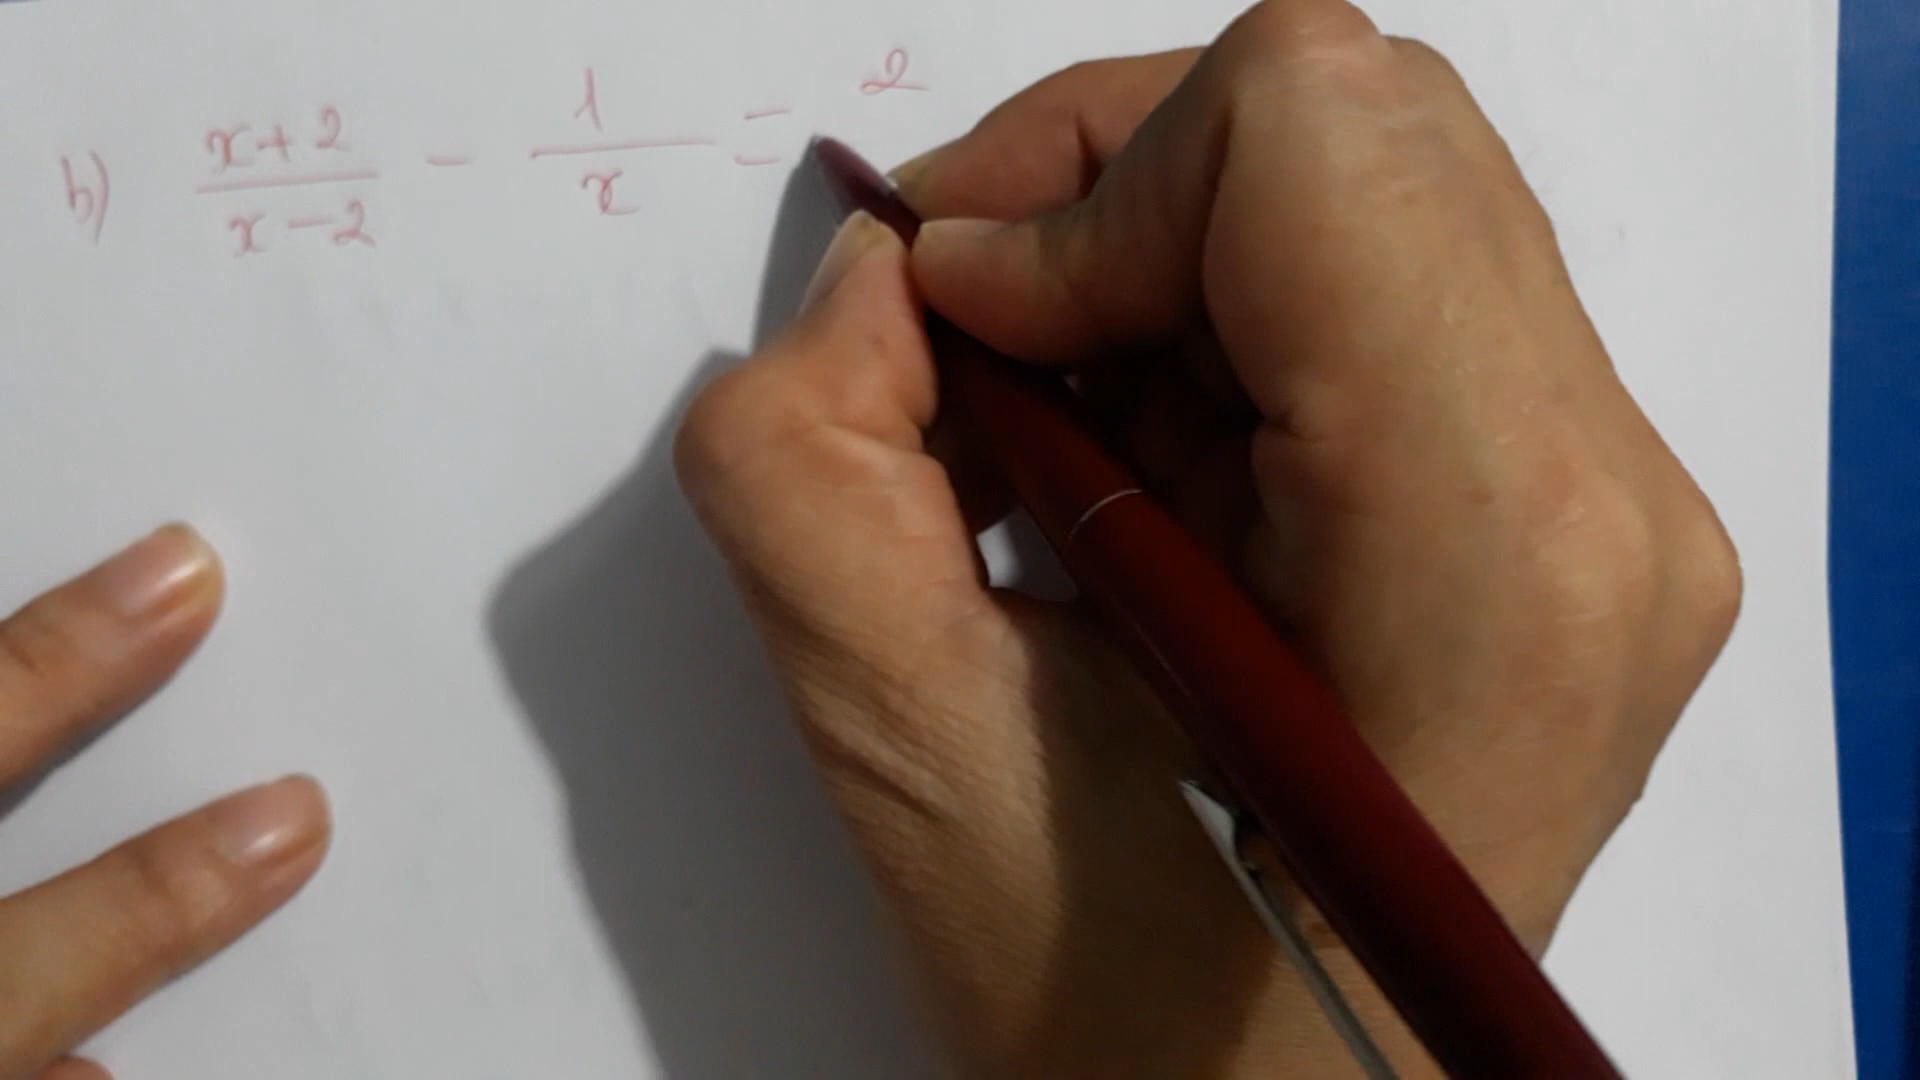 b) x+2/x-2 - 1/x = 2